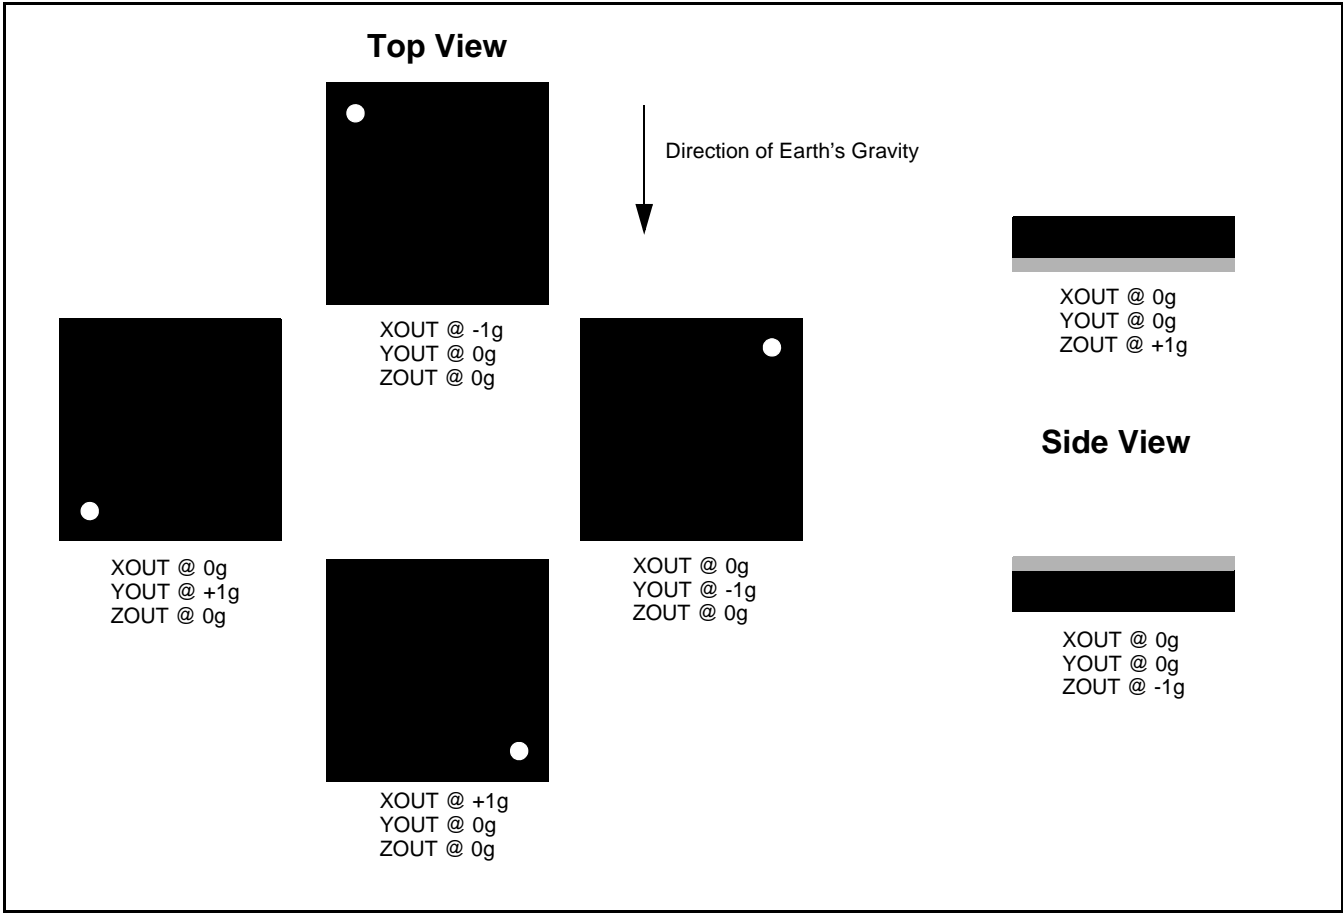 Top View
Direction of Earth's Gravity
XOUT @ -1g
YOUT @ 0g
ZOUT @ 0g
XOUT @ 0g
YOUT @ +1g
ZOUT @ 0g
XOUT @ 0g
YOUT @ -1g
ZOUT @ 0g
XOUT @ +1g
YOUT @ 0g
ZOUT @ 0g
XOUT @ 0g
YOUT @ 0g
ZOUT @ +1g
Side View
XOUT @ 0g
YOUT @ 0g
ZOUT @ -1g